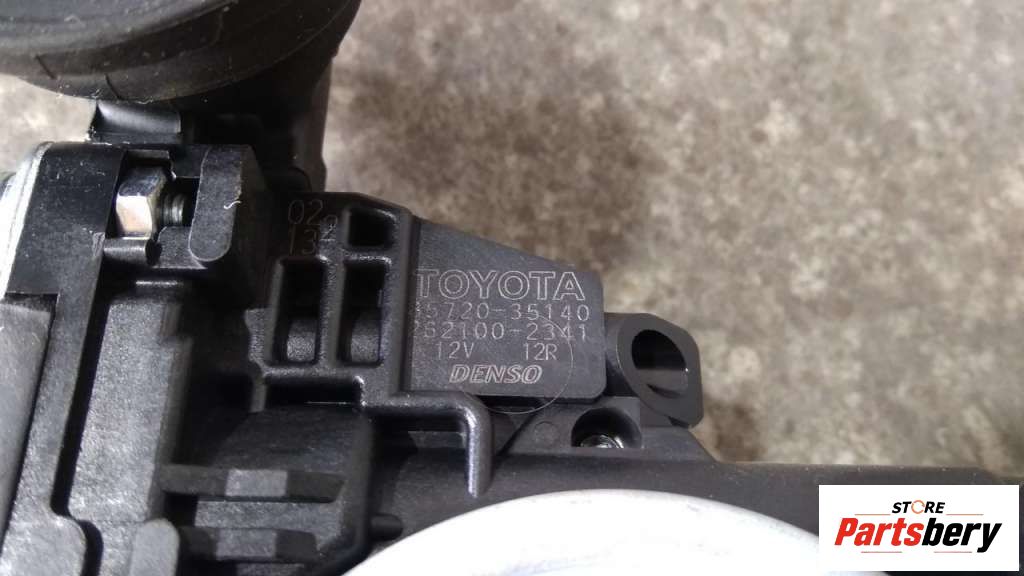 02
13
TOYOTA
85720-35140
262100-2341
12V 12R
DENSO
STORE
Partsbery